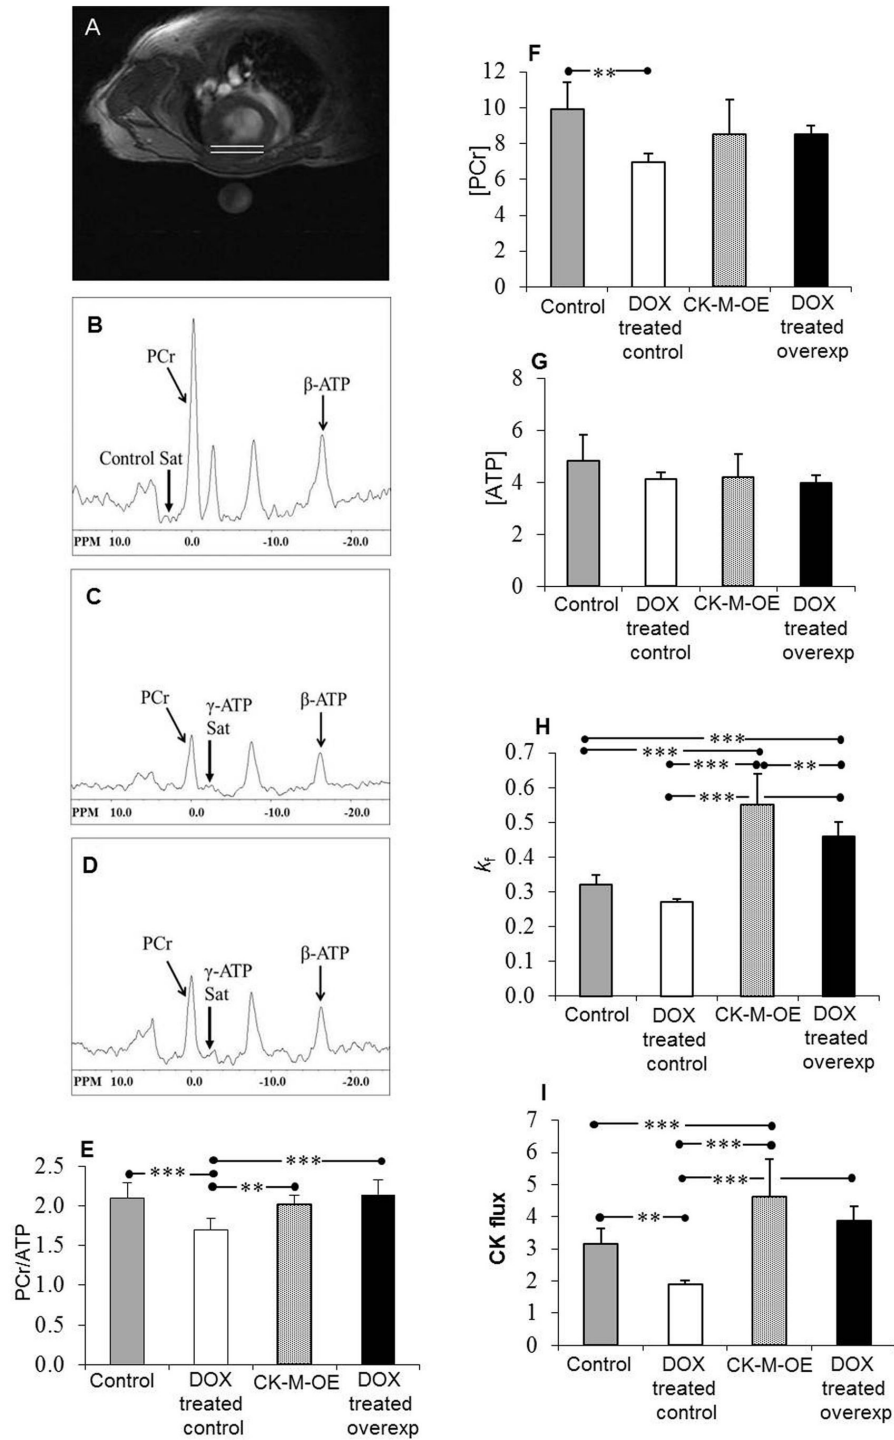 A
B
PCr
β-ATP
Control Sat
PPM 10.0 0.0 -10.0 -20.0
C
PCr
γ-ATP
Sat
β-ATP
PPM 10.0 0.0 -10.0 -20.0
D
PCr
γ-ATP
Sat
β-ATP
PPM 10.0 0.0 -10.0 -20.0
E
PCr/ATP
2.5
2.0
1.5
1.0
0.5
0.0
***
**
***
Control DOX CK-M-OE DOX
treated treated
control overexp
F
[PCr]
12
10
8
6
4
2
0
**
Control DOX CK-M-OE DOX
treated treated
control overexp
G
[ATP]
8
6
4
2
0
Control DOX CK-M-OE DOX
treated treated
control overexp
H
kf
0.7
0.6
0.5
0.4
0.3
0.2
0.1
0.0
***
***
*** **
***
Control DOX CK-M-OE DOX
treated treated
control overexp
I
CK flux
7
6
5
4
3
2
1
0
***
***
***
**
Control DOX CK-M-OE DOX
treated treated
control overexp